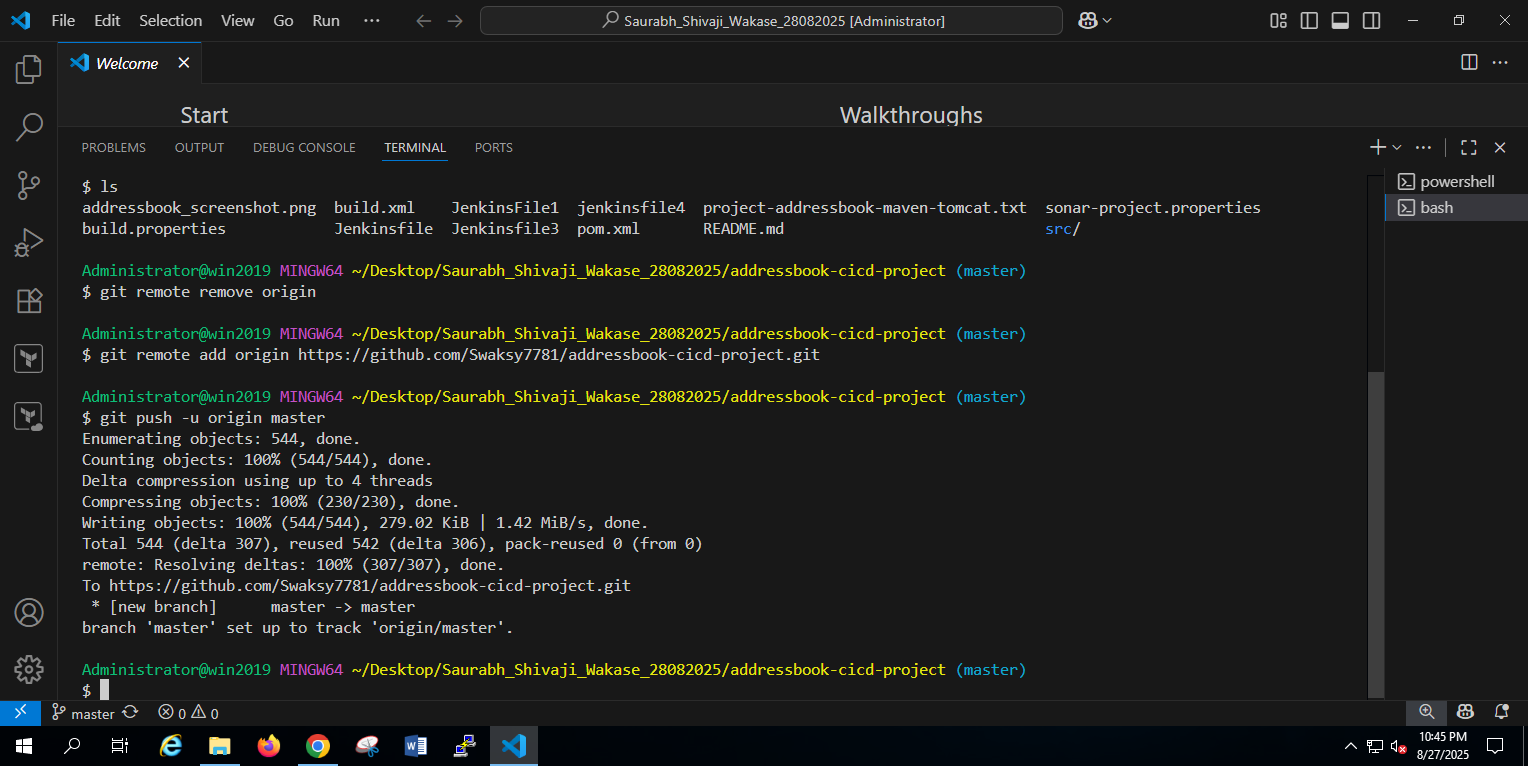 File Edit Selection View Go Run ··· Saurabh_Shivaji_Wakase_28082025 [Administrator]
Welcome
Start Walkthroughs
PROBLEMS OUTPUT DEBUG CONSOLE TERMINAL PORTS
powershell
bash
$ ls
addressbook_screenshot.png build.xml JenkinsFile1 jenkinsfile4 project-addressbook-maven-tomcat.txt sonar-project.properties
build.properties Jenkinsfile Jenkinsfile3 pom.xml README.md src/
Administrator@win2019 MINGW64 ~/Desktop/Saurabh_Shivaji_Wakase_28082025/addressbook-cicd-project (master)
$ git remote remove origin
Administrator@win2019 MINGW64 ~/Desktop/Saurabh_Shivaji_Wakase_28082025/addressbook-cicd-project (master)
$ git remote add origin https://github.com/Swaksy7781/addressbook-cicd-project.git
Administrator@win2019 MINGW64 ~/Desktop/Saurabh_Shivaji_Wakase_28082025/addressbook-cicd-project (master)
$ git push -u origin master
Enumerating objects: 544, done.
Counting objects: 100% (544/544), done.
Delta compression using up to 4 threads
Compressing objects: 100% (230/230), done.
Writing objects: 100% (544/544), 279.02 KiB | 1.42 MiB/s, done.
Total 544 (delta 307), reused 542 (delta 306), pack-reused 0 (from 0)
remote: Resolving deltas: 100% (307/307), done.
To https://github.com/Swaksy7781/addressbook-cicd-project.git
 * [new branch]      master -> master
branch 'master' set up to track 'origin/master'.
Administrator@win2019 MINGW64 ~/Desktop/Saurabh_Shivaji_Wakase_28082025/addressbook-cicd-project (master)
$
master 0 0
10:45 PM
8/27/2025